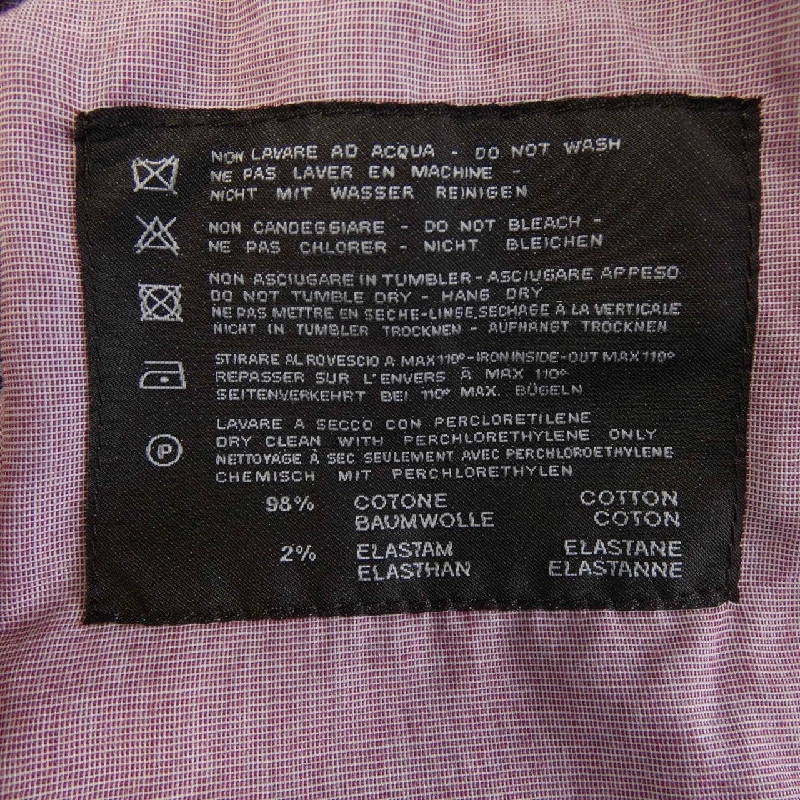 NON LAVARE AD ACQUA - DO NOT WASH
NE PAS LAVER EN MACHINE -
NICHT MIT WASSER REINIGEN
NON CANDEGGIARE - DO NOT BLEACH -
NE PAS CHLORER - NICHT BLEICHEN
NON ASCIUGARE IN TUMBLER - ASCIUGARE APPESO
DO NOT TUMBLE DRY - HANG DRY
NE PAS METTRE EN SECHE-LINGE, SECHAGE À LA VERTICALE
NICHT IN TUMBLER TROCKNEN - AUFHANGT TROCKNEN
STIRARE AL ROVESCIO A MAX 110° - IRON INSIDE-OUT MAX 110°
REPASSER SUR L'ENVERS À MAX 110°
SEITENVERKEHRT BEI 110° MAX. BÜGELN
LAVARE A SECCO CON PERCLORETILENE
DRY CLEAN WITH PERCHLORETHYLENE ONLY
NETTOYAGE À SEC SEULEMENT AVEC PERCHLOROETHYLENE
CHEMISCH MIT PERCHLORETHYLEN
P
98% COTONE COTTON
BAUMWOLLE COTON
2% ELASTAM ELASTANE
ELASTHAN ELASTANNE